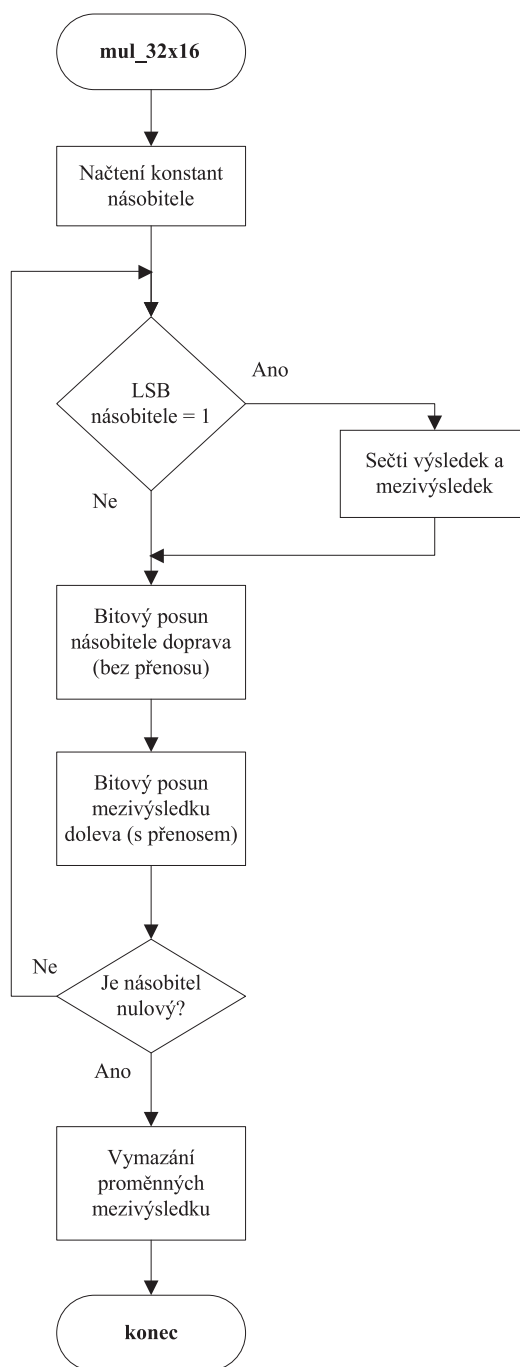 mul_32x16
Načtení konstant
násobitele
LSB
násobitele = 1
Ano
Sečti výsledek a
mezivýsledek
Ne
Bitový posun
násobitele doprava
(bez přenosu)
Bitový posun
mezivýsledku
doleva (s přenosem)
Ne
Je násobitel
nulový?
Ano
Vymazání
proměnných
mezivýsledku
konec